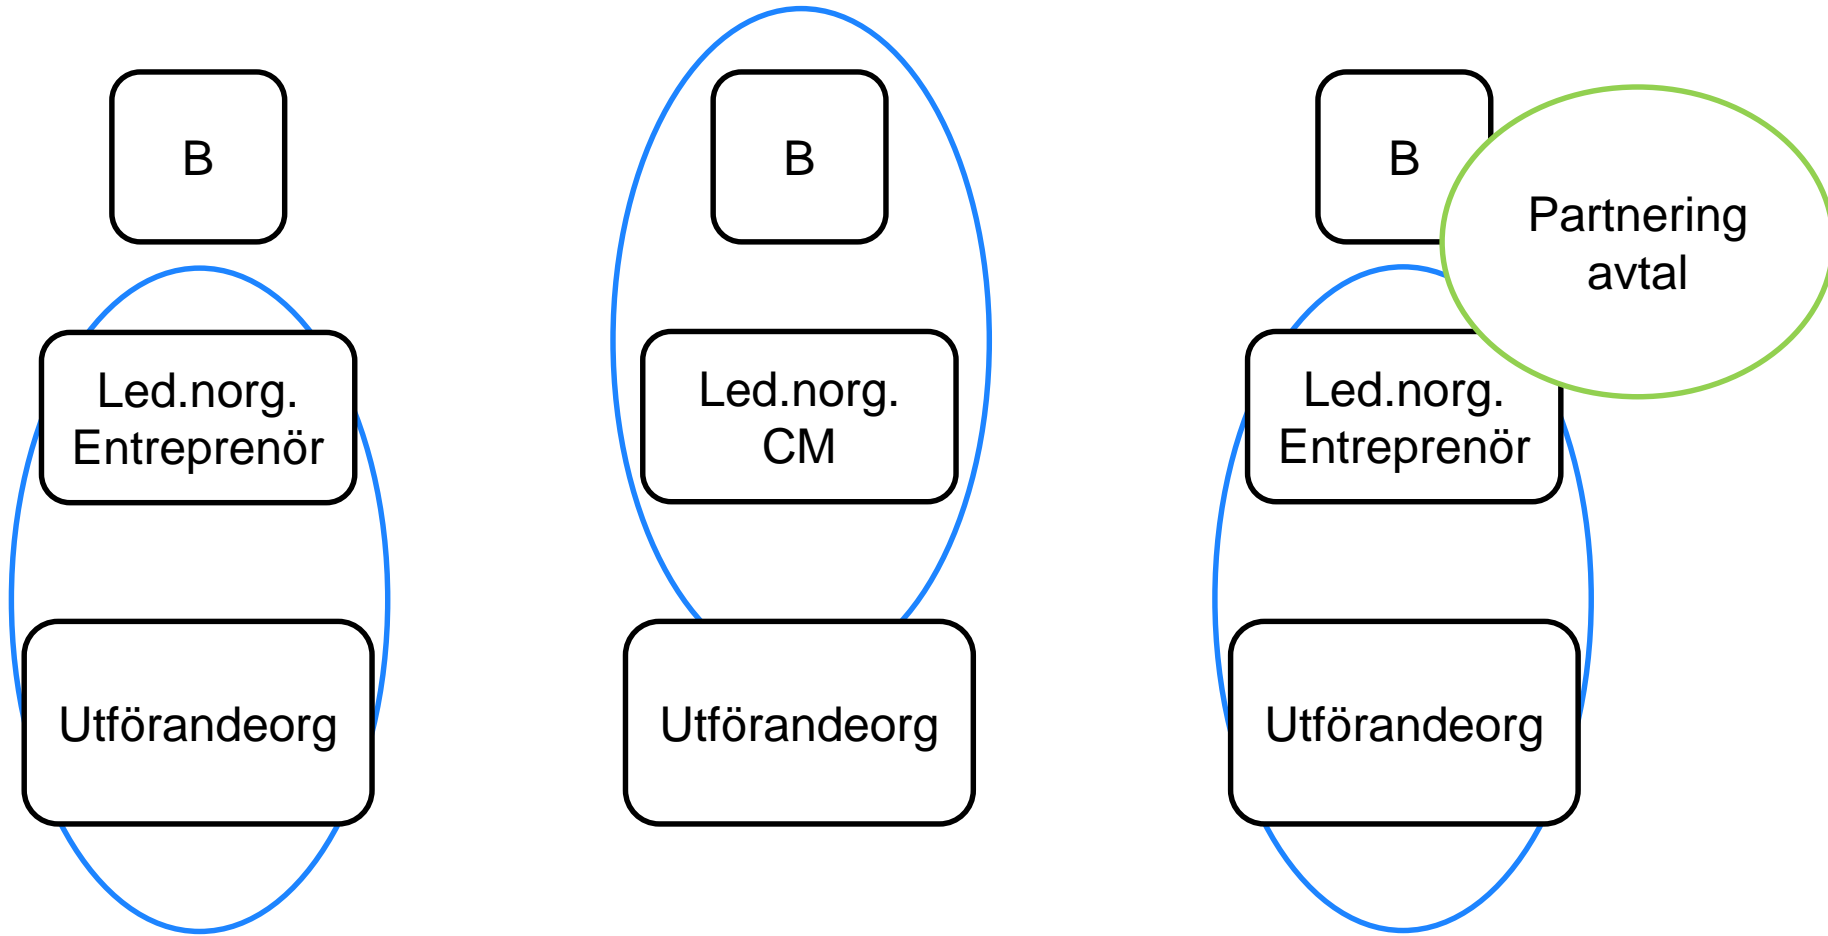 B
Led.norg.
Entreprenör
Utförandeorg
B
Led.norg.
CM
Utförandeorg
B
Partnering
avtal
Led.norg.
Entreprenör
Utförandeorg